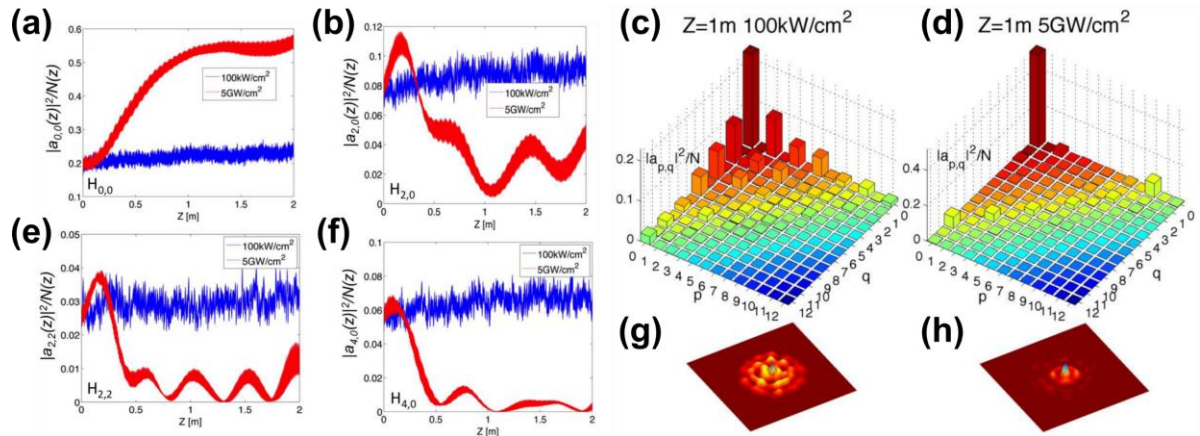 (a)
0.6
0.5
0.4
0.3
0.2
0.1
|a0,0(z)|²/N(z)
100kW/cm²
5GW/cm²
H0,0
0 0.5 1 1.5 2
Z [m]
(b)
0.12
0.1
0.08
0.06
0.04
0.02
0
|a2,0(z)|²/N(z)
100kW/cm²
5GW/cm²
H2,0
0 0.5 1 1.5 2
Z [m]
(c)
Z=1m 100kW/cm²
|ap,q|²/N
0.2
0.1
0
0 1 2 3 4 5 6 7 8 9 10 11 12
p
12 11 10 9 8 7 6 5 4 3 2 1 0
q
(d)
Z=1m 5GW/cm²
|ap,q|²/N
0.4
0.2
0
0 1 2 3 4 5 6 7 8 9 10 11 12
p
12 11 10 9 8 7 6 5 4 3 2 1 0
q
(e)
0.05
0.04
0.03
0.02
0.01
0
|a2,2(z)|²/N(z)
100kW/cm²
5GW/cm²
H2,2
0 0.5 1 1.5 2
Z [m]
(f)
0.1
0.08
0.06
0.04
0.02
0
|a4,0(z)|²/N(z)
100kW/cm²
5GW/cm²
H4,0
0 0.5 1 1.5 2
Z [m]
(g)
(h)